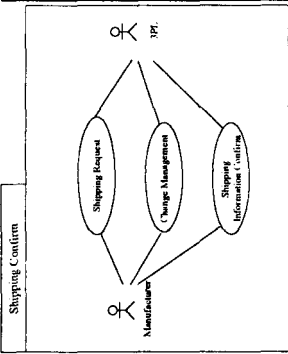 Shipping Confirm
3PL
Shipping Request
Change Management
Shipping
Information Confirm
Manufacturer